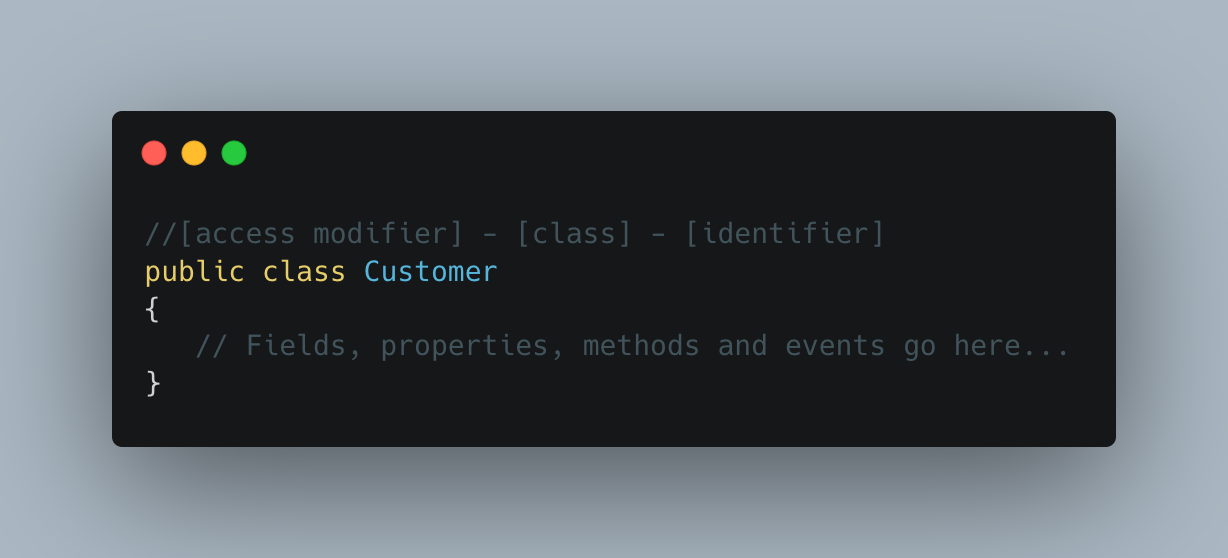 //[access modifier] - [class] - [identifier]
public class Customer
{
   // Fields, properties, methods and events go here...
}